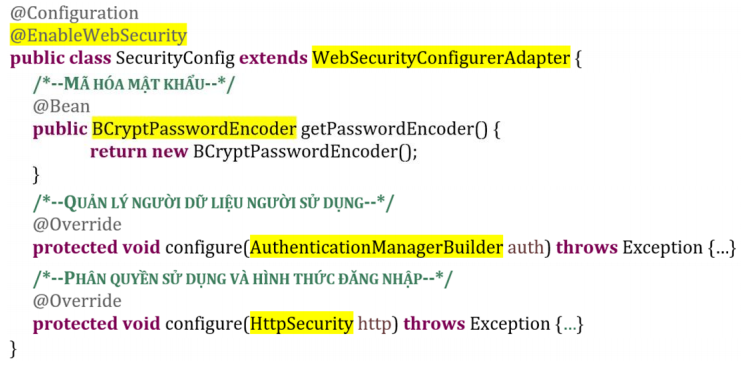 @Configuration
@EnableWebSecurity
public class SecurityConfig extends WebSecurityConfigurerAdapter {
/*--MÃ HÓA MẬT KHẨU--*/
@Bean
public BCryptPasswordEncoder getPasswordEncoder() {
return new BCryptPasswordEncoder();
}
/*--QUẢN LÝ NGƯỜI DỮ LIỆU NGƯỜI SỬ DỤNG--*/
@Override
protected void configure(AuthenticationManagerBuilder auth) throws Exception {...}
/*--PHÂN QUYỀN SỬ DỤNG VÀ HÌNH THỨC ĐĂNG NHẬP--*/
@Override
protected void configure(HttpSecurity http) throws Exception {...}
}